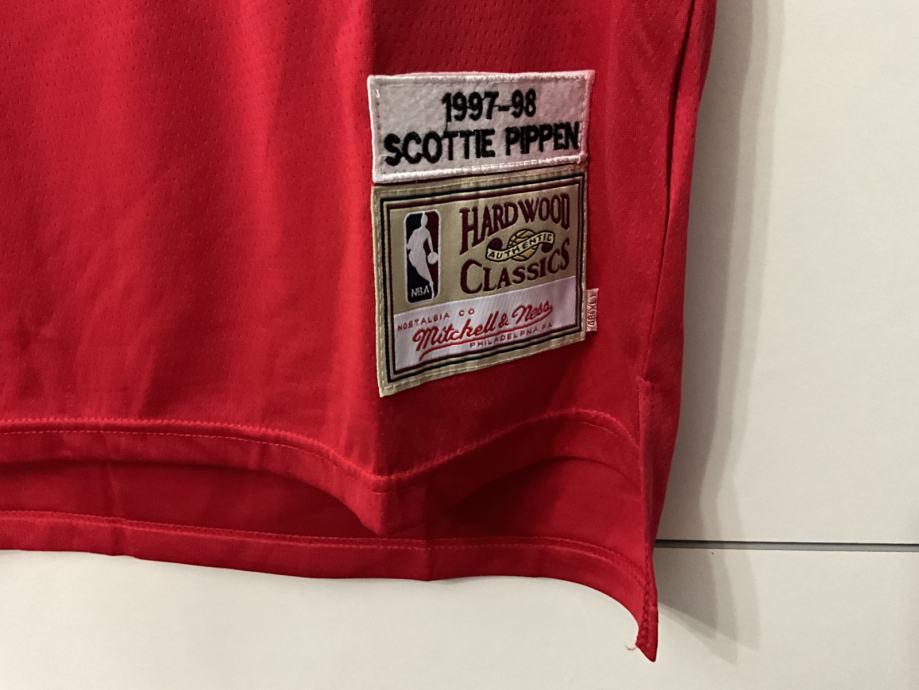 1997-98
SCOTTIE PIPPEN
HARDWOOD
AUTHENTIC
CLASSICS
NBA
NOSTALGIA CO
Mitchell & Ness
PHILADELPHIA PA